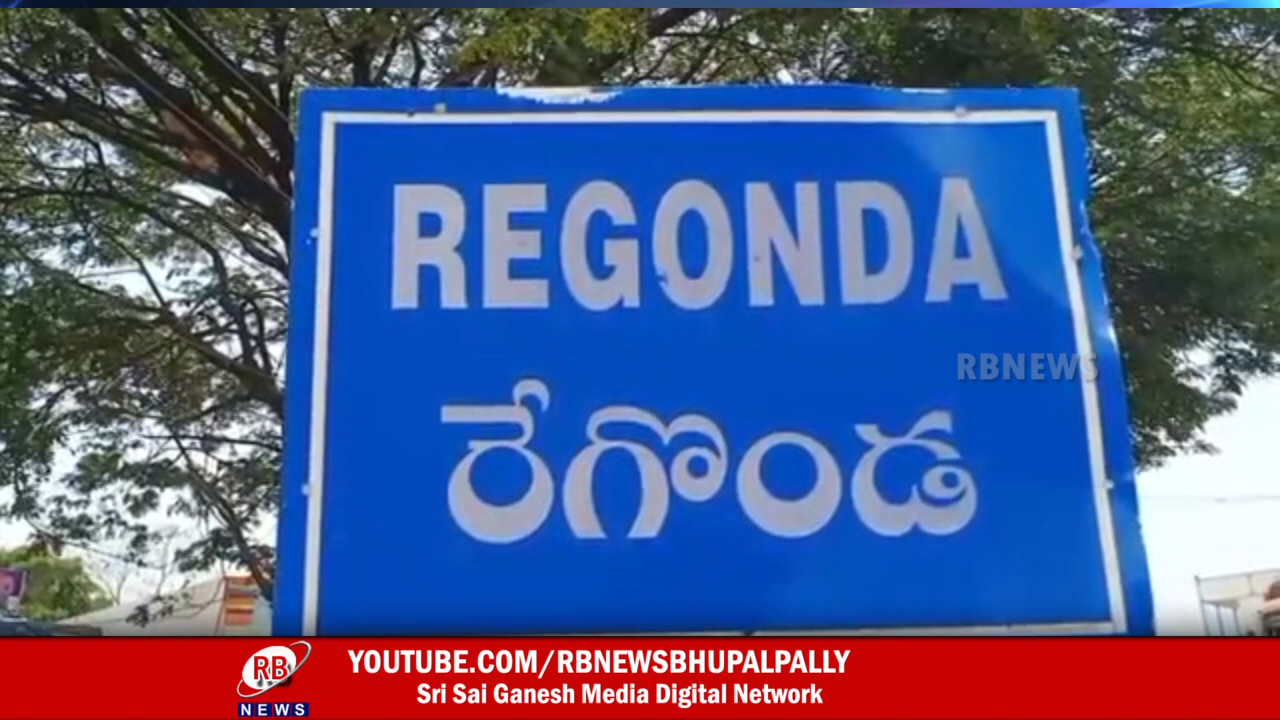 REGONDA
RBNEWS
రేగొండ
RB
NEWS
YOUTUBE.COM/RBNEWSBHUPALPALLY
Sri Sai Ganesh Media Digital Network